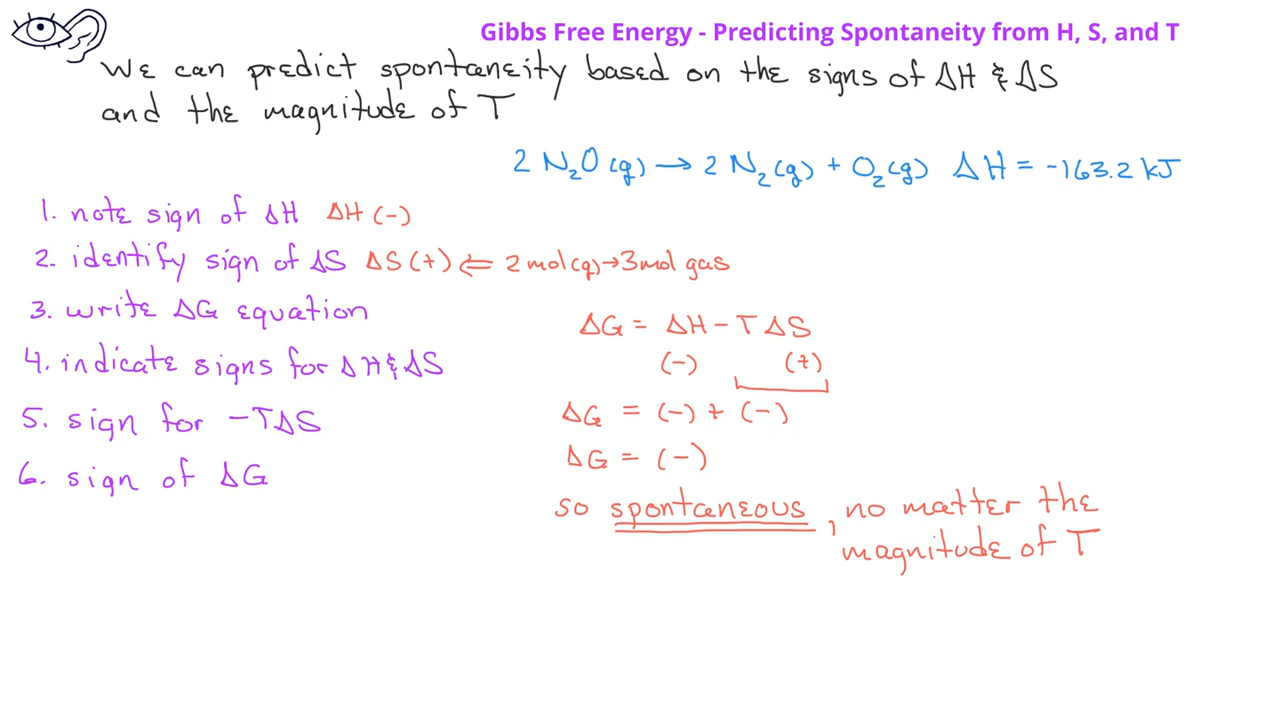 Gibbs Free Energy - Predicting Spontaneity from H, S, and T
We can predict spontaneity based on the signs of ΔH & ΔS
and the magnitude of T
2 N₂O(g) → 2 N₂(g) + O₂(g) ΔH = -163.2 kJ
1. note sign of ΔH ΔH (-)
2. identify sign of ΔS ΔS (+) ⇐ 2 mol(g)→3mol gas
3. write ΔG equation
ΔG = ΔH - T ΔS
4. indicate signs for ΔH & ΔS
(-) (+)
5. sign for -TΔS
ΔG = (-) + (-)
6. sign of ΔG
ΔG = (-)
so spontaneous, no matter the
magnitude of T